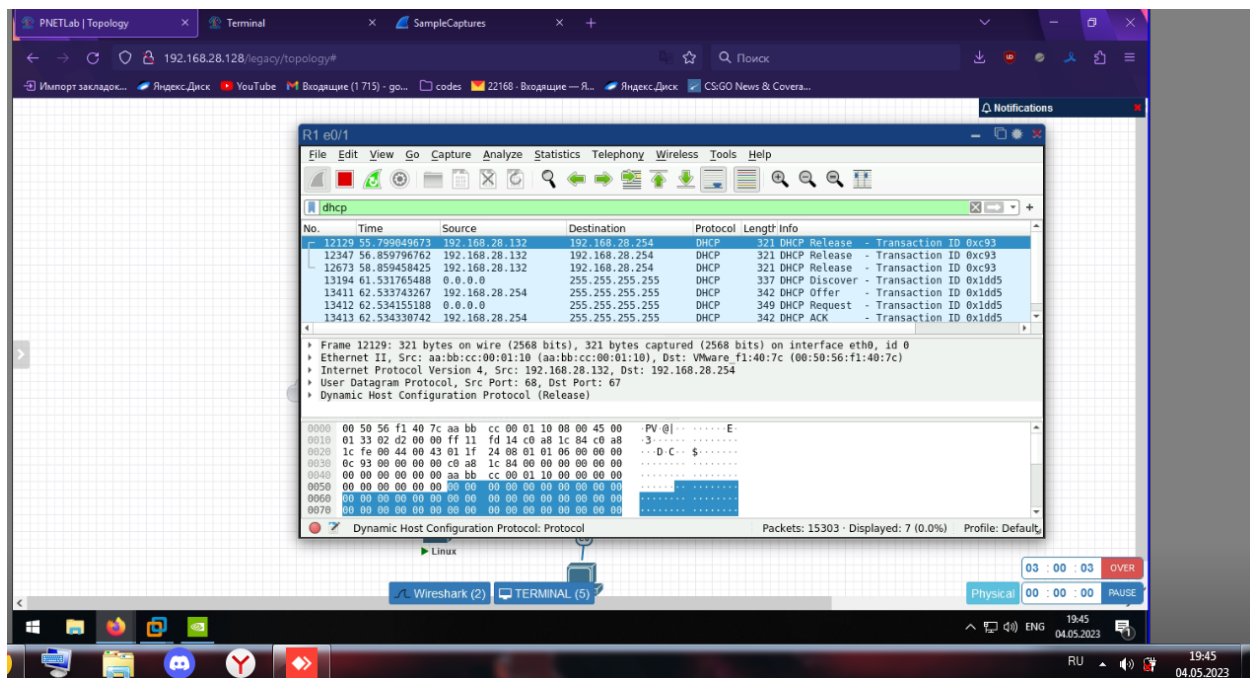 PNETLab | Topology
Terminal
SampleCaptures
192.168.28.128/legacy/topology#
Поиск
Импорт закладок...
Яндекс.Диск
YouTube
Входящие (1 715) - go...
codes
22168 · Входящие — Я...
Яндекс.Диск
CS:GO News & Covera...
Notifications
R1 e0/1
File Edit View Go Capture Analyze Statistics Telephony Wireless Tools Help
dhcp
No. Time Source Destination Protocol Length Info
12129 55.799049673 192.168.28.132 192.168.28.254 DHCP 321 DHCP Release - Transaction ID 0xc93
12347 56.859796762 192.168.28.132 192.168.28.254 DHCP 321 DHCP Release - Transaction ID 0xc93
12673 58.859458425 192.168.28.132 192.168.28.254 DHCP 321 DHCP Release - Transaction ID 0xc93
13194 61.531765488 0.0.0.0 255.255.255.255 DHCP 337 DHCP Discover - Transaction ID 0x1dd5
13411 62.533743267 192.168.28.254 255.255.255.255 DHCP 342 DHCP Offer - Transaction ID 0x1dd5
13412 62.534155188 0.0.0.0 255.255.255.255 DHCP 349 DHCP Request - Transaction ID 0x1dd5
13413 62.534330742 192.168.28.254 255.255.255.255 DHCP 342 DHCP ACK - Transaction ID 0x1dd5
Frame 12129: 321 bytes on wire (2568 bits), 321 bytes captured (2568 bits) on interface eth0, id 0
Ethernet II, Src: aa:bb:cc:00:01:10 (aa:bb:cc:00:01:10), Dst: VMware_f1:40:7c (00:50:56:f1:40:7c)
Internet Protocol Version 4, Src: 192.168.28.132, Dst: 192.168.28.254
User Datagram Protocol, Src Port: 68, Dst Port: 67
Dynamic Host Configuration Protocol (Release)
0000 00 50 56 f1 40 7c aa bb cc 00 01 10 08 00 45 00 ·PV·@|·· ······E·
0010 01 33 02 d2 00 00 ff 11 fd 14 c0 a8 1c 84 c0 a8 ·3······ ········
0020 1c fe 00 44 00 43 01 1f 24 08 01 01 06 00 00 00 ···D·C·· $·······
0030 0c 93 00 00 00 00 c0 a8 1c 84 00 00 00 00 00 00 ········ ········
0040 00 00 00 00 00 00 aa bb cc 00 01 10 00 00 00 00 ········ ········
0050 00 00 00 00 00 00 00 00 00 00 00 00 00 00 00 00 ········ ········
0060 00 00 00 00 00 00 00 00 00 00 00 00 00 00 00 00 ········ ········
0070 00 00 00 00 00 00 00 00 00 00 00 00 00 00 00 00 ········ ········
Dynamic Host Configuration Protocol: Protocol
Packets: 15303 · Displayed: 7 (0.0%)
Profile: Default
Linux
03 : 00 : 03 OVER
Wireshark (2)
TERMINAL (5)
Physical
00 : 00 : 00 PAUSE
ENG
19:45
04.05.2023
RU
19:45
04.05.2023